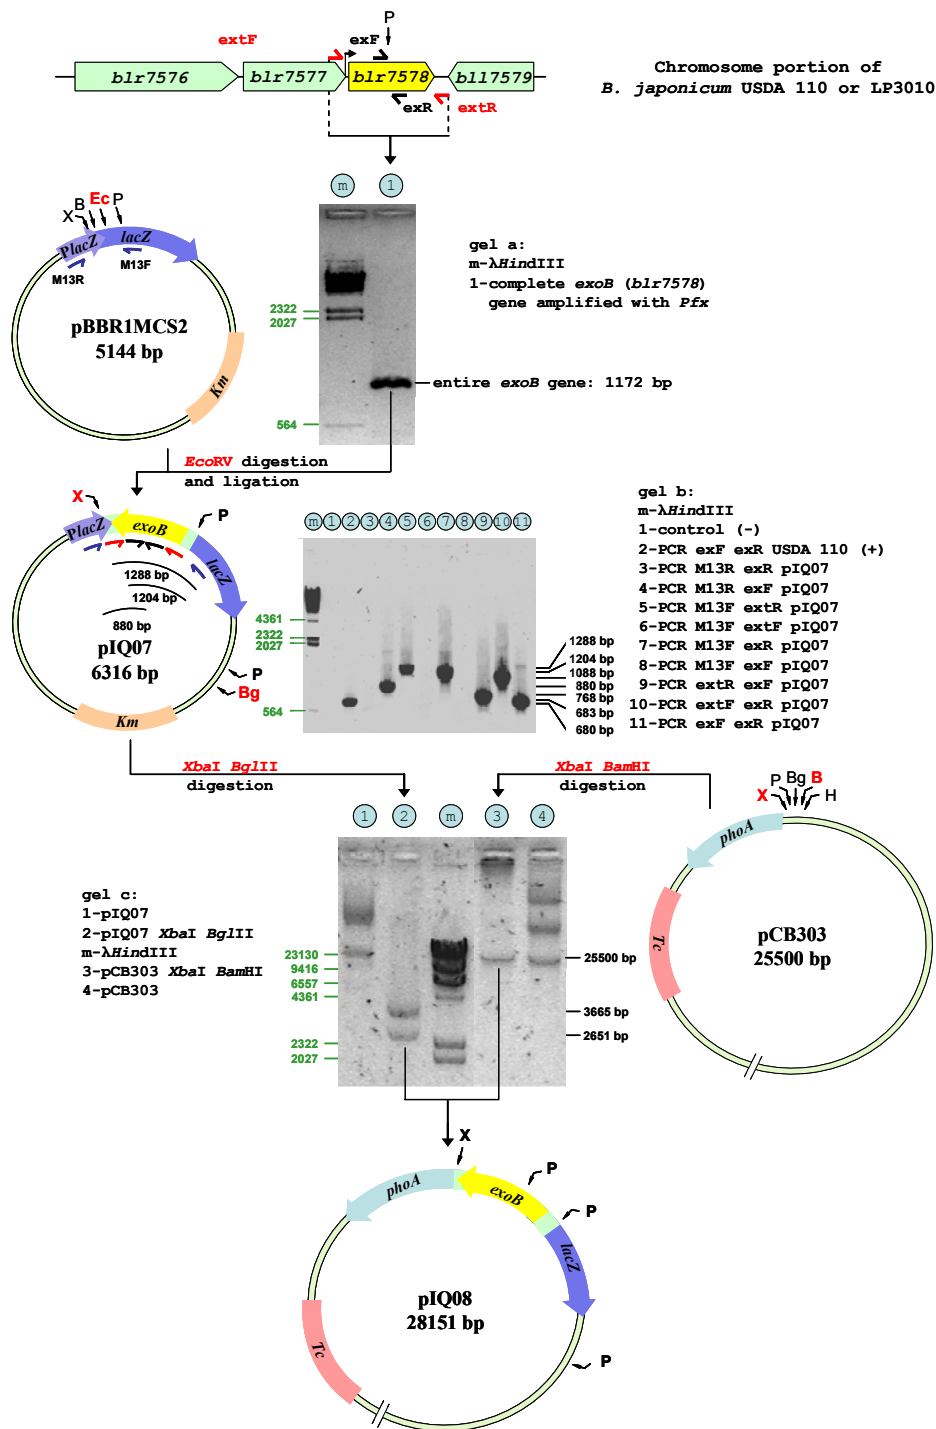 P
extF
exF
blr7576
blr7577
blr7578
bll7579
exR
extR
Chromosome portion of
B. japonicum USDA 110 or LP3010
m 1
X B Ec P
PlacZ
lacZ
M13R
M13F
pBBR1MCS2
5144 bp
Km
2322
2027
564
gel a:
m-λHindIII
1-complete exoB (blr7578)
gene amplified with Pfx
entire exoB gene: 1172 bp
EcoRV digestion
and ligation
X
P
PlacZ
exoB
lacZ
1288 bp
1204 bp
880 bp
pIQ07
6316 bp
P
Bg
Km
m 1 2 3 4 5 6 7 8 9 10 11
4361
2322
2027
564
1288 bp
1204 bp
1088 bp
880 bp
768 bp
683 bp
680 bp
gel b:
m-λHindIII
1-control (-)
2-PCR exF exR USDA 110 (+)
3-PCR M13R exR pIQ07
4-PCR M13R exF pIQ07
5-PCR M13F extR pIQ07
6-PCR M13F extF pIQ07
7-PCR M13F exR pIQ07
8-PCR M13F exF pIQ07
9-PCR extR exF pIQ07
10-PCR extF exR pIQ07
11-PCR exF exR pIQ07
XbaI BglII
digestion
XbaI BamHI
digestion
1 2 m 3 4
gel c:
1-pIQ07
2-pIQ07 XbaI BglII
m-λHindIII
3-pCB303 XbaI BamHI
4-pCB303
23130
9416
6557
4361
2322
2027
25500 bp
3665 bp
2651 bp
X P Bg B H
phoA
Tc
pCB303
25500 bp
X
P
P
phoA
exoB
lacZ
pIQ08
28151 bp
P
Tc